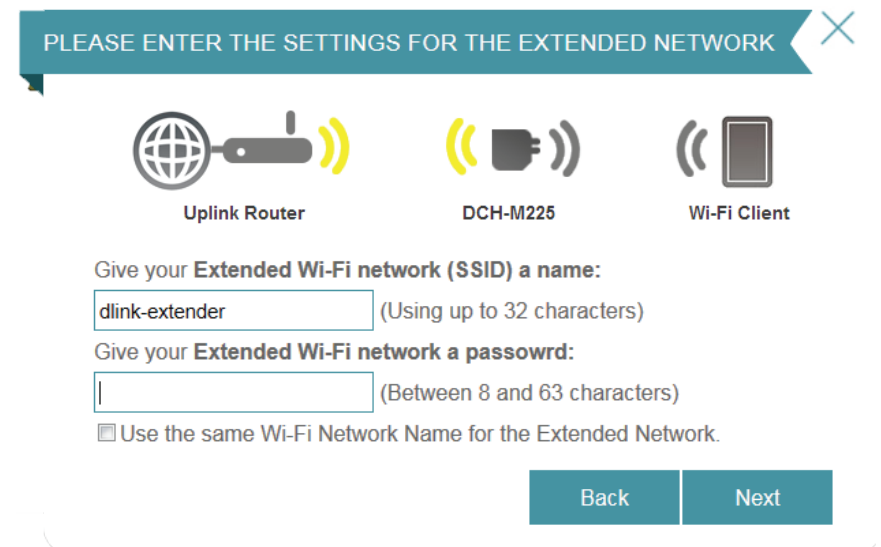 PLEASE ENTER THE SETTINGS FOR THE EXTENDED NETWORK
Uplink Router DCH-M225 Wi-Fi Client
Give your Extended Wi-Fi network (SSID) a name:
dlink-extender (Using up to 32 characters)
Give your Extended Wi-Fi network a passowrd:
(Between 8 and 63 characters)
Use the same Wi-Fi Network Name for the Extended Network.
Back Next